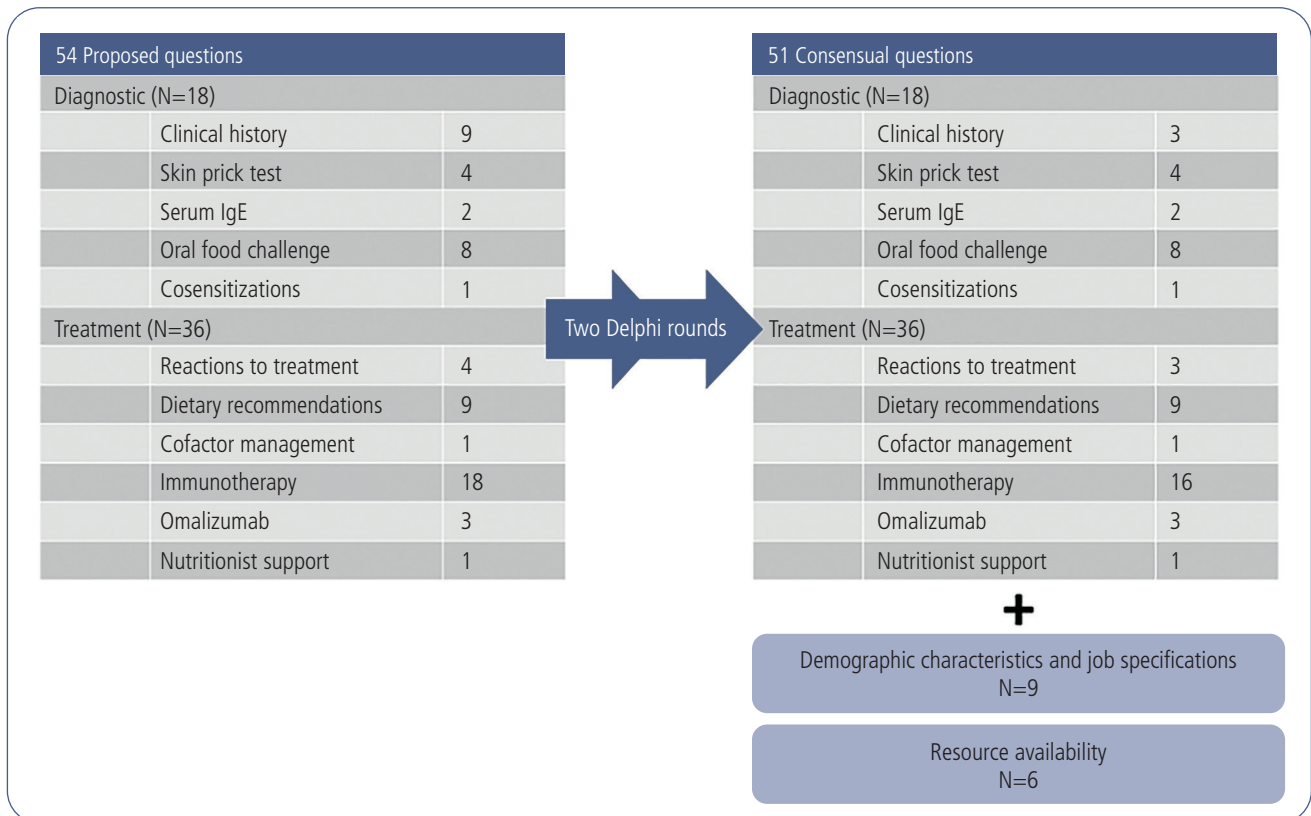 54 Proposed questions
Diagnostic (N=18)
Clinical history 9
Skin prick test 4
Serum IgE 2
Oral food challenge 8
Cosensitizations 1
Treatment (N=36)
Reactions to treatment 4
Dietary recommendations 9
Cofactor management 1
Immunotherapy 18
Omalizumab 3
Nutritionist support 1
Two Delphi rounds
51 Consensual questions
Diagnostic (N=18)
Clinical history 3
Skin prick test 4
Serum IgE 2
Oral food challenge 8
Cosensitizations 1
Treatment (N=36)
Reactions to treatment 3
Dietary recommendations 9
Cofactor management 1
Immunotherapy 16
Omalizumab 3
Nutritionist support 1
+
Demographic characteristics and job specifications
N=9
Resource availability
N=6